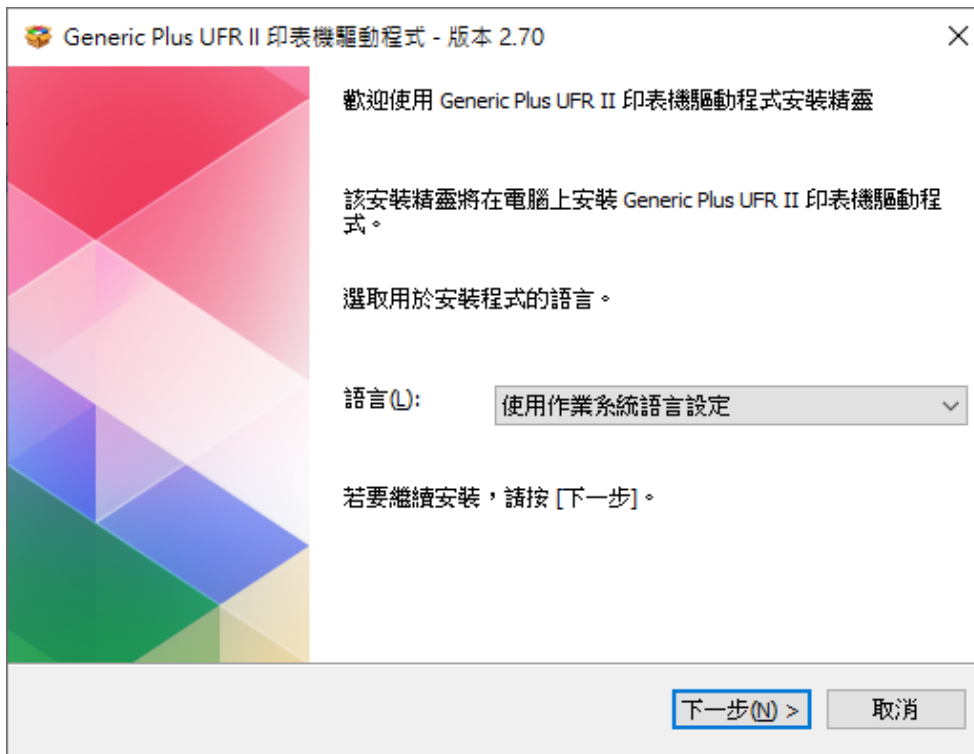 Generic Plus UFR II 印表機驅動程式 - 版本 2.70
歡迎使用 Generic Plus UFR II 印表機驅動程式安裝精靈
該安裝精靈將在電腦上安裝 Generic Plus UFR II 印表機驅動程
式。
選取用於安裝程式的語言。
語言(L):
使用作業系統語言設定
若要繼續安裝，請按 [下一步]。
下一步(N) >
取消